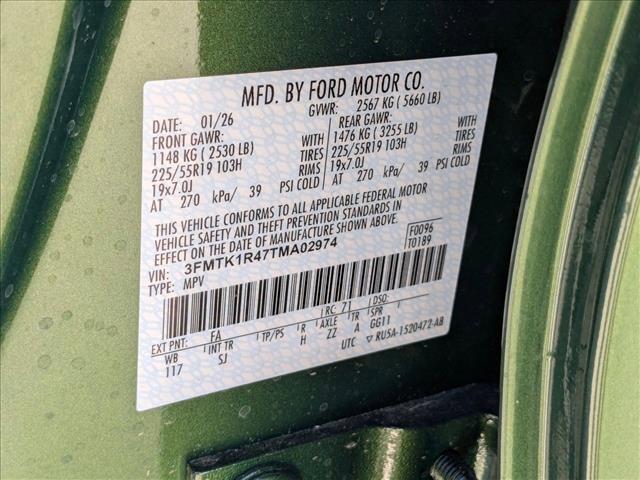 MFD. BY FORD MOTOR CO.
DATE: 01/26 GVWR: 2567 KG ( 5660 LB)
FRONT GAWR: WITH REAR GAWR: WITH
1148 KG ( 2530 LB) TIRES 1476 KG ( 3255 LB) TIRES
225/55R19 103H RIMS 225/55R19 103H RIMS
19x7.0J 19x7.0J
AT 270 kPa/ 39 PSI COLD AT 270 kPa/ 39 PSI COLD
THIS VEHICLE CONFORMS TO ALL APPLICABLE FEDERAL MOTOR
VEHICLE SAFETY AND THEFT PREVENTION STANDARDS IN
EFFECT ON THE DATE OF MANUFACTURE SHOWN ABOVE. F0096
VIN: 3FMTK1R47TMA02974 T0189
TYPE: MPV
EXT PNT: FA RC: 71 DSO:
WB INT TR TP/PS R AXLE TR SPR
117 SJ H ZZ A GG11
UTC ▽ RU5A-1520472-AB